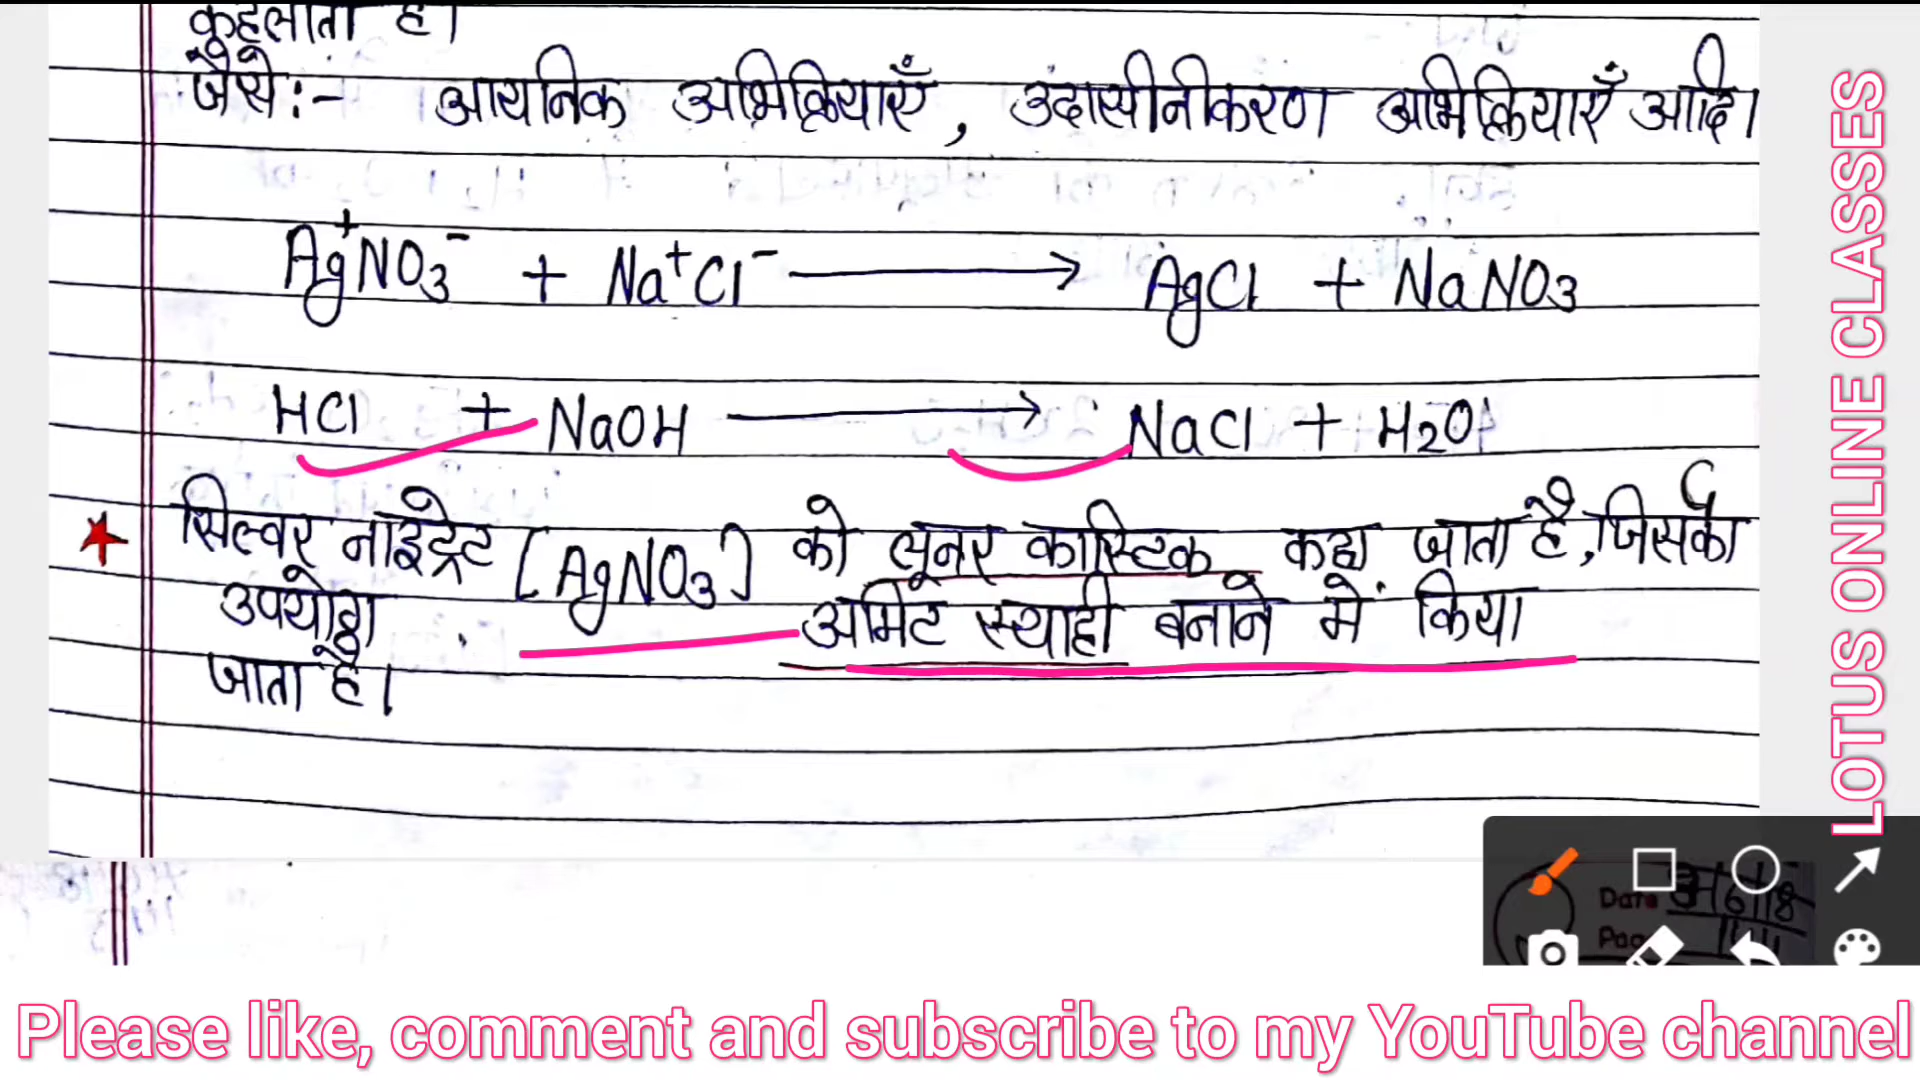 कहलाता है।
जैसे:- आयनिक अभिक्रियाएँ, उदासीनीकरण अभिक्रियाएँ आदि।
Ag⁺NO₃⁻ + Na⁺Cl⁻ ⟶ AgCl + NaNO₃
HCl + NaOH ⟶ NaCl + H₂O
सिल्वर नाइट्रेट [AgNO₃] को लूनर कास्टिक कहा जाता है, जिसका
उपयोग अमिट स्याही बनाने में किया
जाता है।
LOTUS ONLINE CLASSES
Date
Please like, comment and subscribe to my YouTube channel